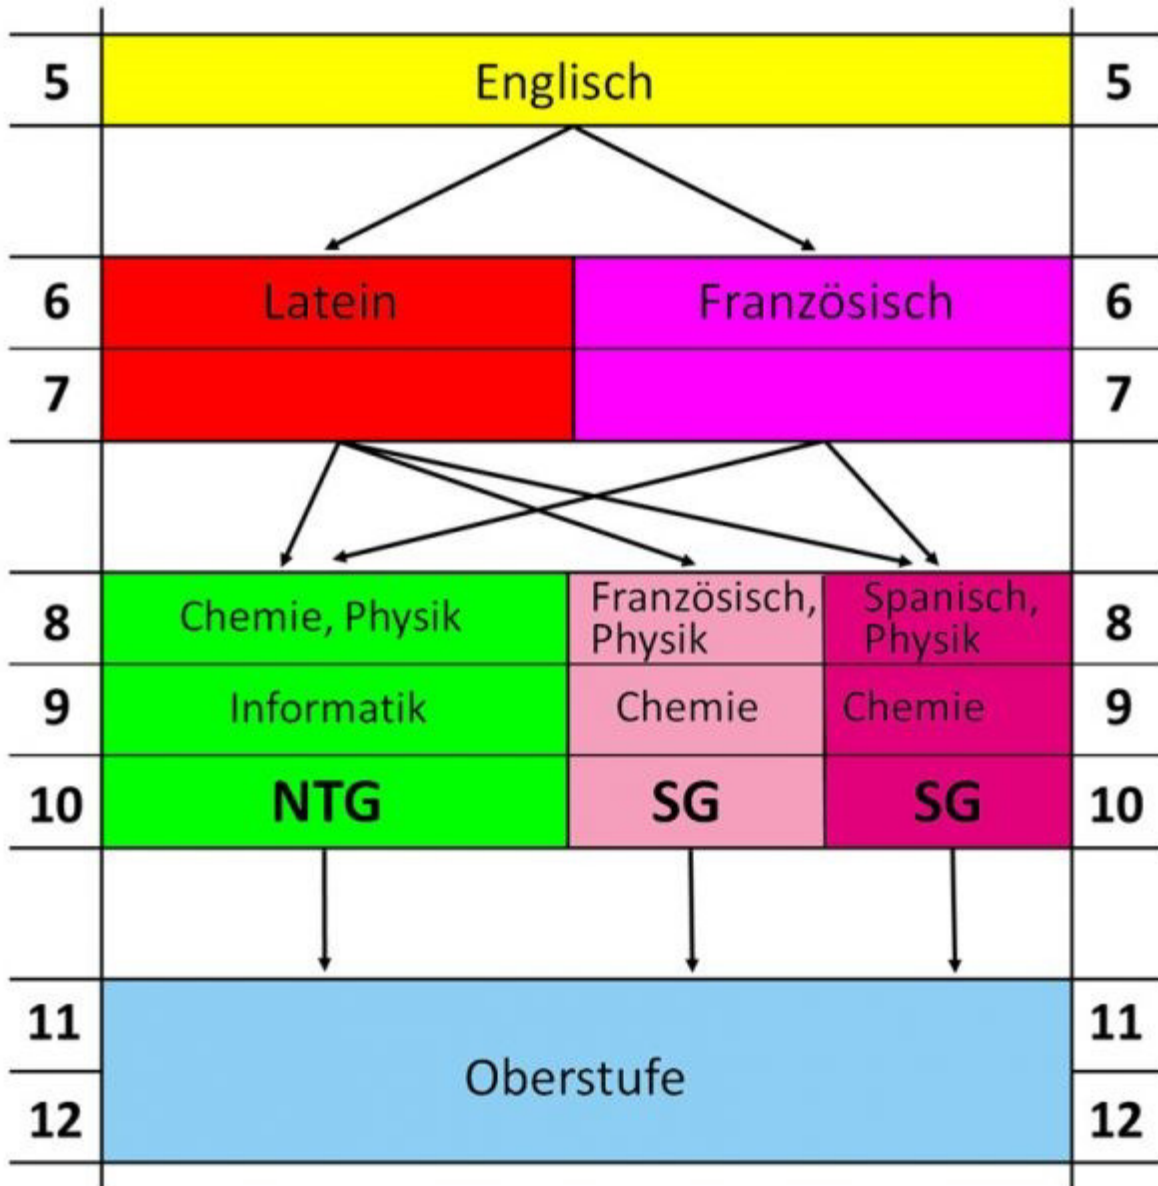 5 Englisch 5
6 Latein Französisch 6
7 7
8 Chemie, Physik Französisch, Physik Spanisch, Physik 8
9 Informatik Chemie Chemie 9
10 NTG SG SG 10
11 11
Oberstufe
12 12